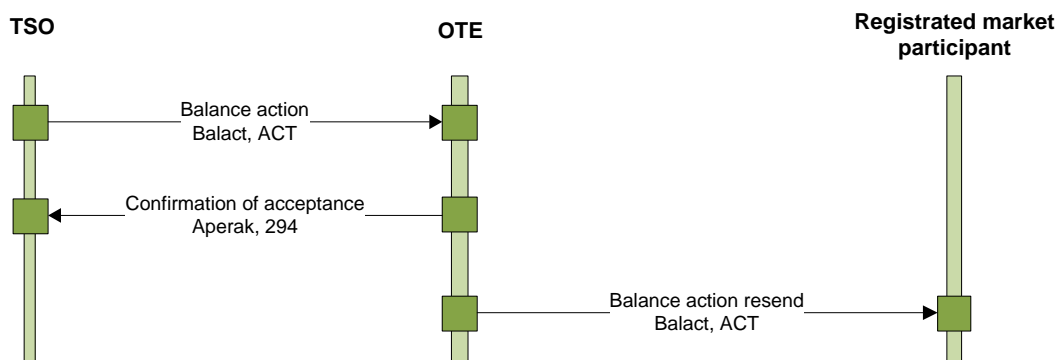 TSO
OTE
Registrated market
participant
Balance action
Balact, ACT
Confirmation of acceptance
Aperak, 294
Balance action resend
Balact, ACT